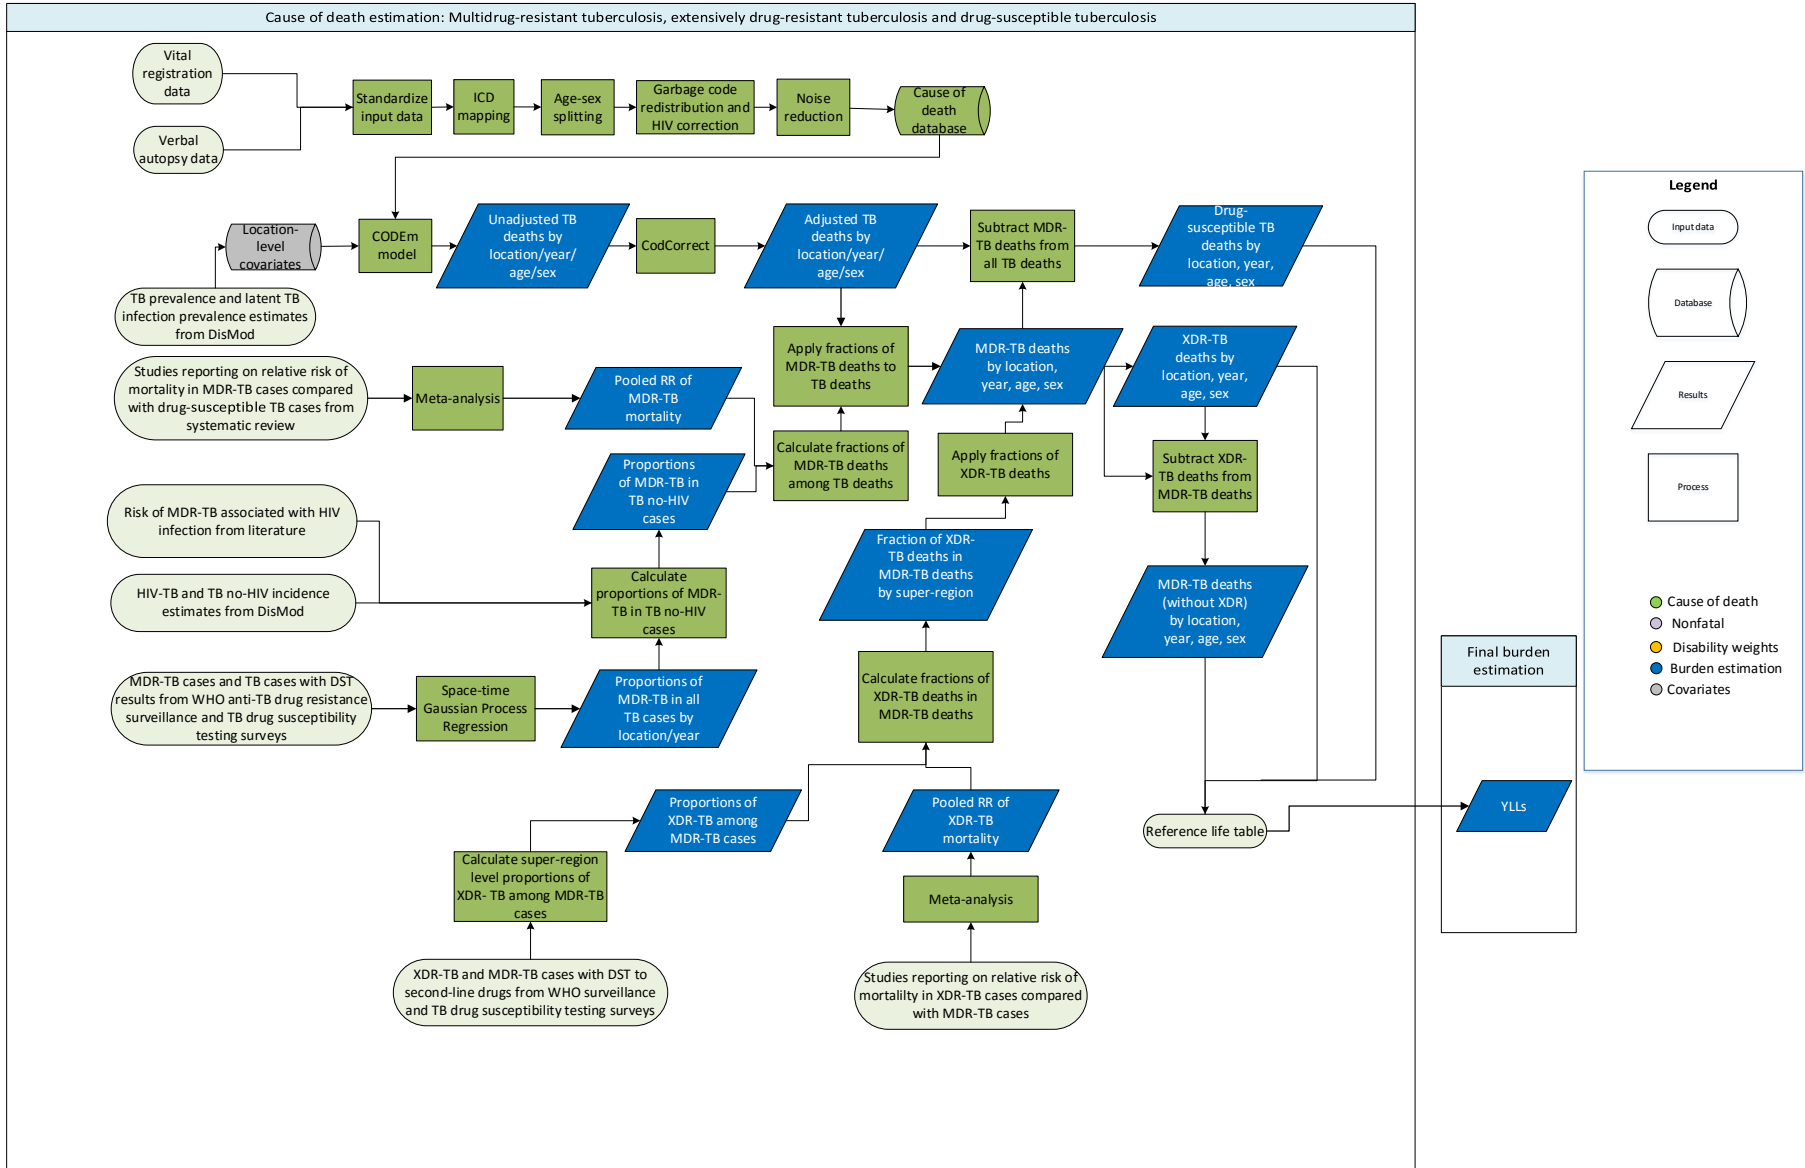 Cause of death estimation: Multidrug-resistant tuberculosis, extensively drug-resistant tuberculosis and drug-susceptible tuberculosis
Vital
registration
data
Verbal
autopsy data
Standardize
input data
ICD
mapping
Age-sex
splitting
Garbage code
redistribution and
HIV correction
Noise
reduction
Cause of
death
database
Location-
level
covariates
CODEm
model
Unadjusted TB
deaths by
location/year/
age/sex
CodCorrect
Adjusted TB
deaths by
location/year/
age/sex
Subtract MDR-
TB deaths from
all TB deaths
Drug-
susceptible TB
deaths by
location, year,
age, sex
TB prevalence and latent TB
infection prevalence estimates
from DisMod
Studies reporting on relative risk of
mortality in MDR-TB cases compared
with drug-susceptible TB cases from
systematic review
Meta-analysis
Pooled RR of
MDR-TB
mortality
Apply fractions of
MDR-TB deaths to
TB deaths
MDR-TB deaths
by location,
year, age, sex
XDR-TB
deaths by
location, year,
age, sex
Calculate fractions of
MDR-TB deaths
among TB deaths
Apply fractions of
XDR-TB deaths
Subtract XDR-
TB deaths from
MDR-TB deaths
Proportions
of MDR-TB in
TB no-HIV
cases
Risk of MDR-TB associated with HIV
infection from literature
HIV-TB and TB no-HIV incidence
estimates from DisMod
Calculate
proportions of MDR-
TB in TB no-HIV
cases
Fraction of XDR-
TB deaths in
MDR-TB deaths
by super-region
MDR-TB deaths
(without XDR)
by location,
year, age, sex
MDR-TB cases and TB cases with DST
results from WHO anti-TB drug resistance
surveillance and TB drug susceptibility
testing surveys
Space-time
Gaussian Process
Regression
Proportions of
MDR-TB in all
TB cases by
location/year
Calculate fractions of
XDR-TB deaths in
MDR-TB deaths
Proportions of
XDR-TB among
MDR-TB cases
Pooled RR of
XDR-TB
mortality
Reference life table
Calculate super-region
level proportions of
XDR- TB among MDR-TB
cases
Meta-analysis
XDR-TB and MDR-TB cases with DST to
second-line drugs from WHO surveillance
and TB drug susceptibility testing surveys
Studies reporting on relative risk of
mortalilty in XDR-TB cases compared
with MDR-TB cases
Final burden
estimation
YLLs
Legend
Input data
Database
Results
Process
Cause of death
Nonfatal
Disability weights
Burden estimation
Covariates